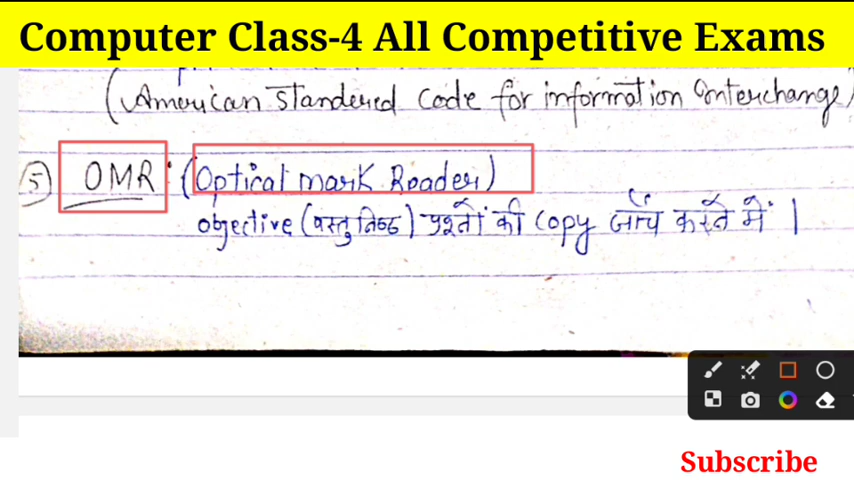 Computer Class-4 All Competitive Exams
(American Standered Code for information Interchange)
⑤ OMR : (Optical mark Reader)
objective (वस्तुनिष्ठ) प्रश्नों की copy जाँच करने में |
Subscribe